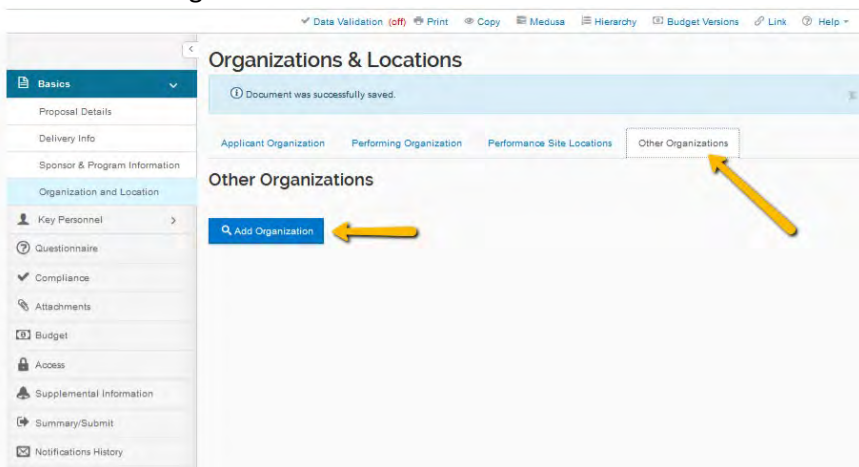 Data Validation (off) Print Copy Medusa Hierarchy Budget Versions Link Help
Organizations & Locations
Document was successfully saved.
Basics
Proposal Details
Delivery Info
Sponsor & Program Information
Organization and Location
Key Personnel
Questionnaire
Compliance
Attachments
Budget
Access
Supplemental Information
Summary/Submit
Notifications History
Applicant Organization Performing Organization Performance Site Locations Other Organizations
Other Organizations
Add Organization